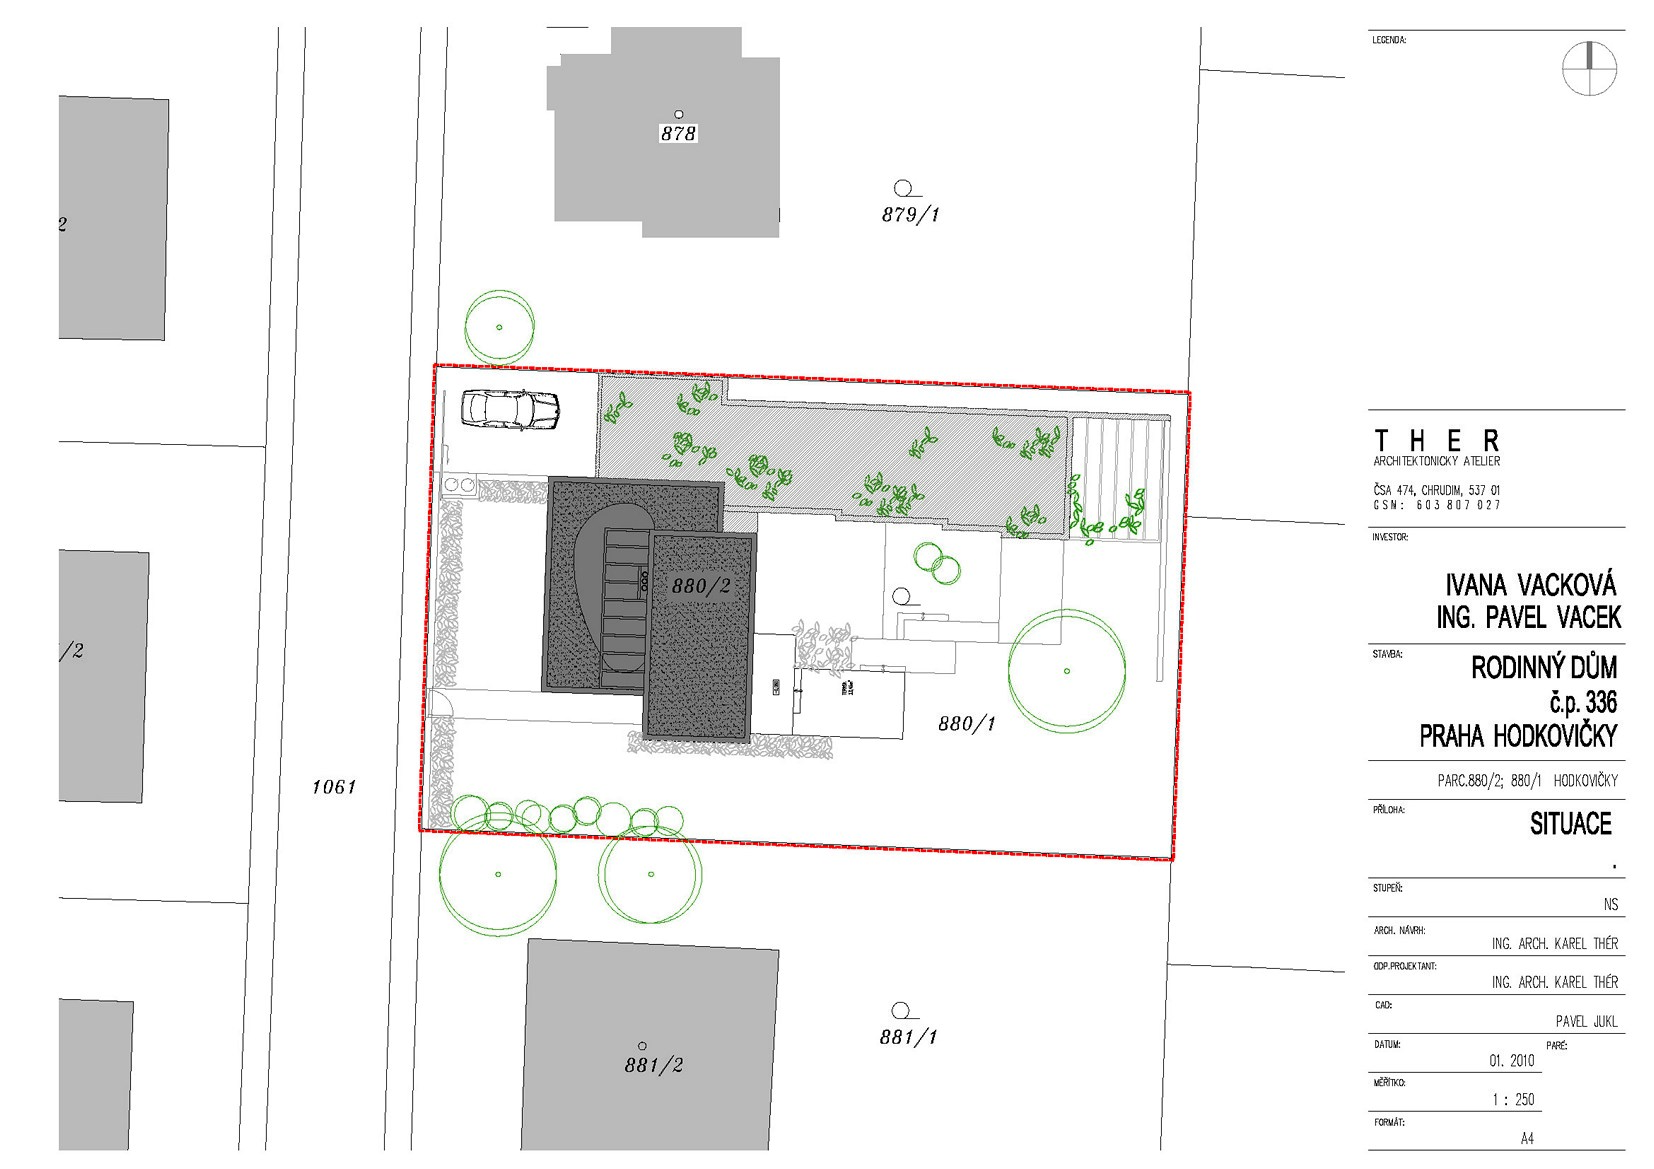 878
879/1
2
880/2
/2
880/1
1061
881/1
881/2
LEGENDA:
THER
ARCHITEKTONICKÝ ATELIER
ČSA 474, CHRUDIM, 537 01
GSM: 603 807 027
INVESTOR:
IVANA VACKOVÁ
ING. PAVEL VACEK
STAVBA:
RODINNÝ DŮM
č.p. 336
PRAHA HODKOVIČKY
PARC.880/2; 880/1 HODKOVIČKY
PŘÍLOHA:
SITUACE
.
STUPEŇ:
NS
ARCH. NÁVRH:
ING. ARCH. KAREL THÉR
ODP.PROJEKTANT:
ING. ARCH. KAREL THÉR
CAD:
PAVEL JUKL
DATUM:
PARÉ:
01. 2010
MĚŘÍTKO:
1 : 250
FORMÁT:
A4